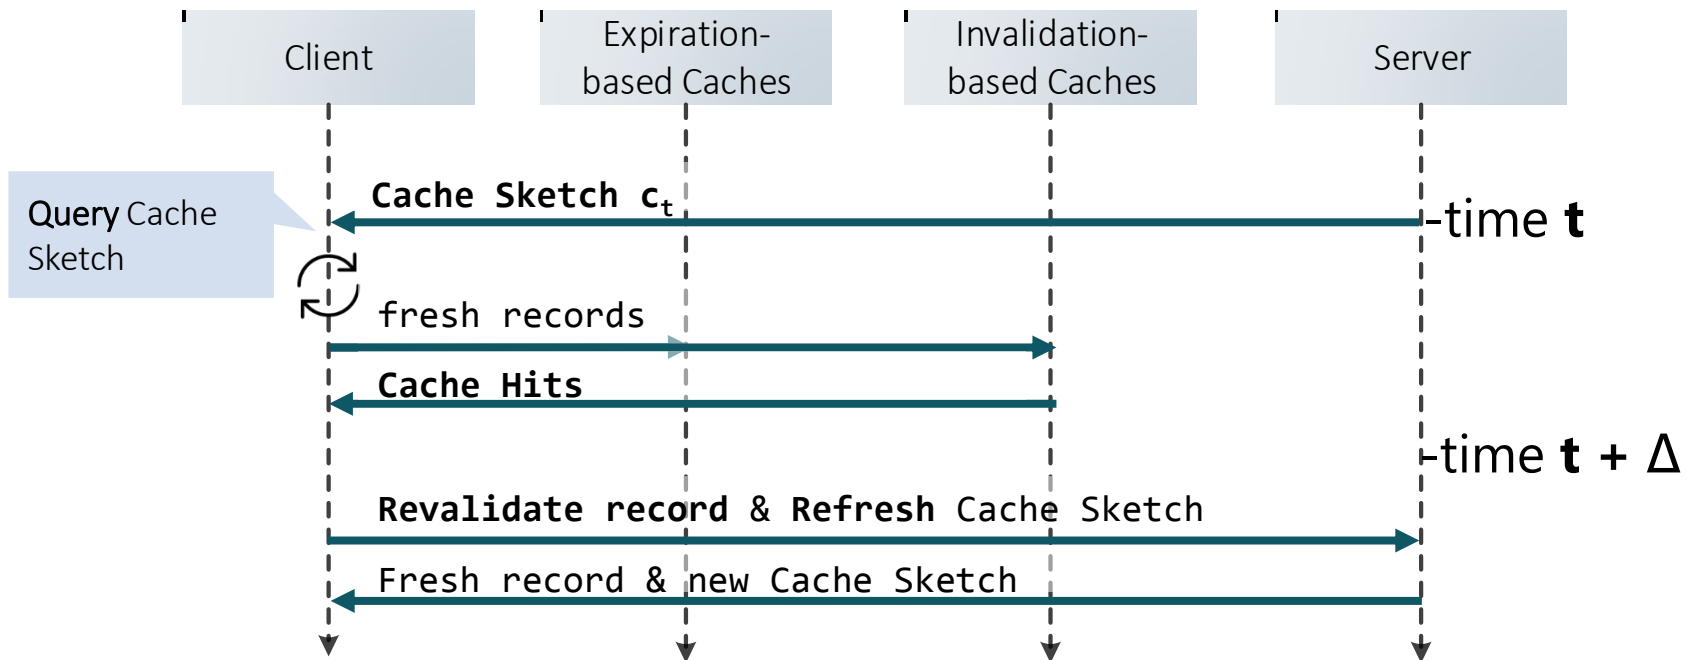 Client
Expiration-
based Caches
Invalidation-
based Caches
Server
Cache Sketch cₜ
-time t
Query Cache
Sketch
fresh records
Cache Hits
-time t + Δ
Revalidate record & Refresh Cache Sketch
Fresh record & new Cache Sketch